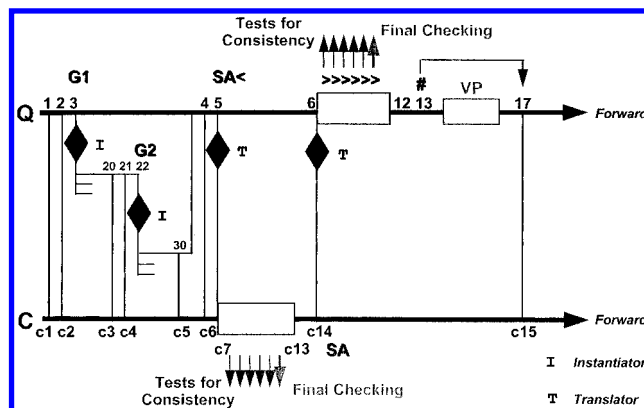 Tests for
Consistency
Final Checking
G1
SA<
>>>>>>
#
VP
1 2 3
4 5
6
12 13
17
Q
Forward
I
T
T
G2
20 21 22
I
30
C
Forward
c1 c2
c3 c4
c5
c6
c7
c13
SA
c14
c15
Tests for
Consistency
Final Checking
I Instantiator
T Translator